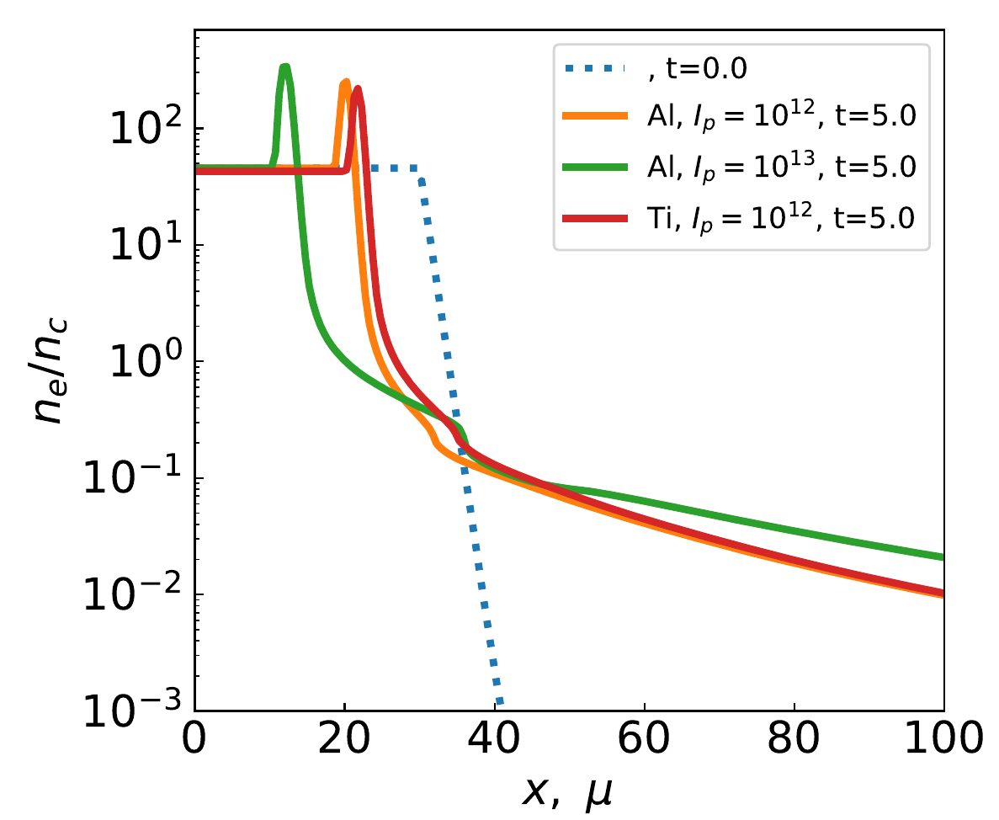 , t=0.0
Al, I_p = 10^12, t=5.0
Al, I_p = 10^13, t=5.0
Ti, I_p = 10^12, t=5.0
10^2
10^1
10^0
10^-1
10^-2
10^-3
n_e/n_c
0 20 40 60 80 100
x, μ